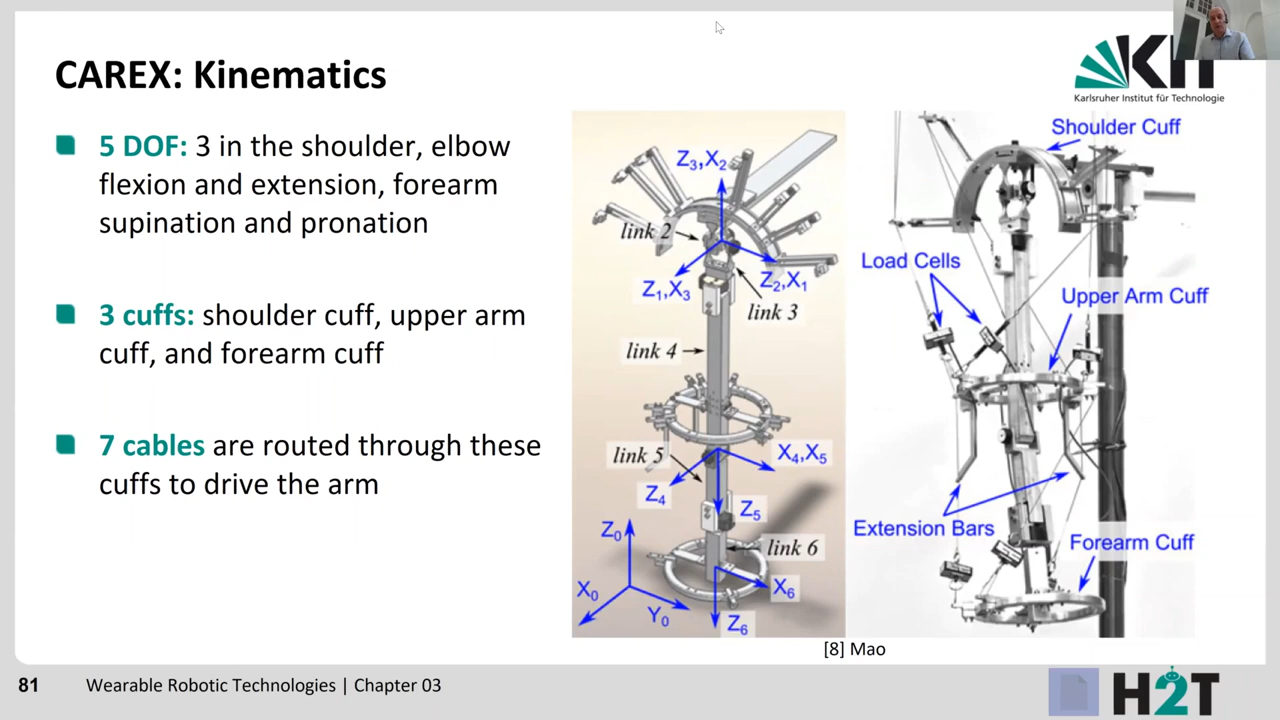 CAREX: Kinematics
KIT
Karlsruher Institut für Technologie
5 DOF: 3 in the shoulder, elbow
flexion and extension, forearm
supination and pronation
3 cuffs: shoulder cuff, upper arm
cuff, and forearm cuff
7 cables are routed through these
cuffs to drive the arm
Z3,X2
link 2
Z1,X3
Z2,X1
link 3
link 4
link 5
X4,X5
Z4
Z5
link 6
Z0
X0
Y0
X6
Z6
Shoulder Cuff
Load Cells
Upper Arm Cuff
Extension Bars
Forearm Cuff
[8] Mao
81 Wearable Robotic Technologies | Chapter 03
H2T